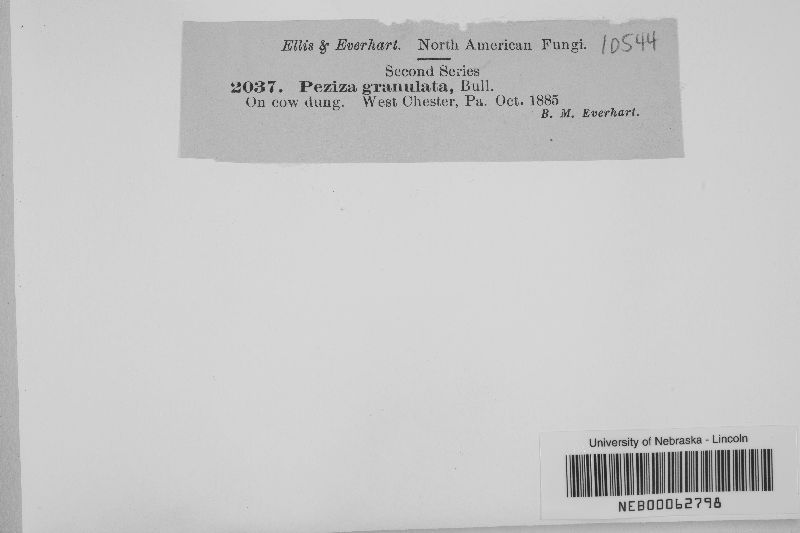 Ellis & Everhart. North American Fungi. 10544
Second Series
2037. Peziza granulata, Bull.
On cow dung. West Chester, Pa. Oct. 1885
B. M. Everhart.
University of Nebraska - Lincoln
NEB00062798